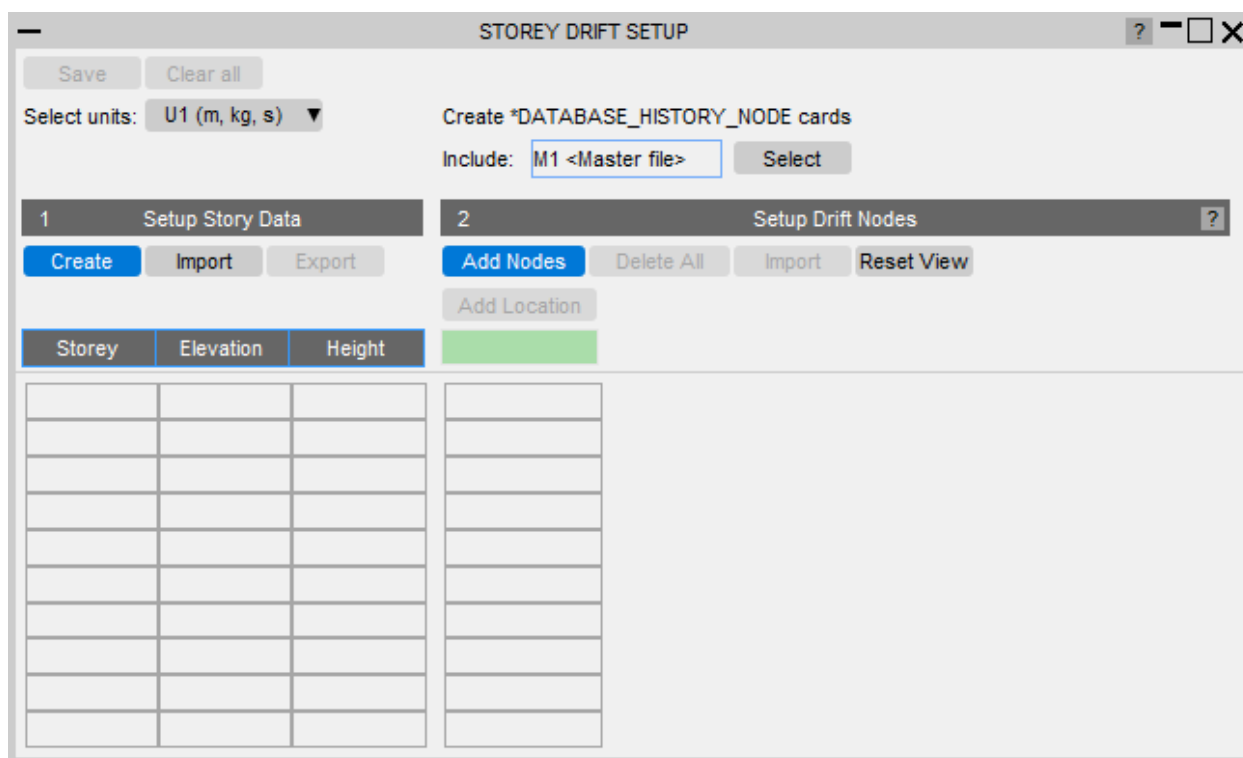 STOREY DRIFT SETUP ?
Save Clear all
Select units: U1 (m, kg, s) ▼ Create *DATABASE_HISTORY_NODE cards
Include: M1 <Master file> Select
1 Setup Story Data 2 Setup Drift Nodes ?
Create Import Export Add Nodes Delete All Import Reset View
Add Location
Storey Elevation Height